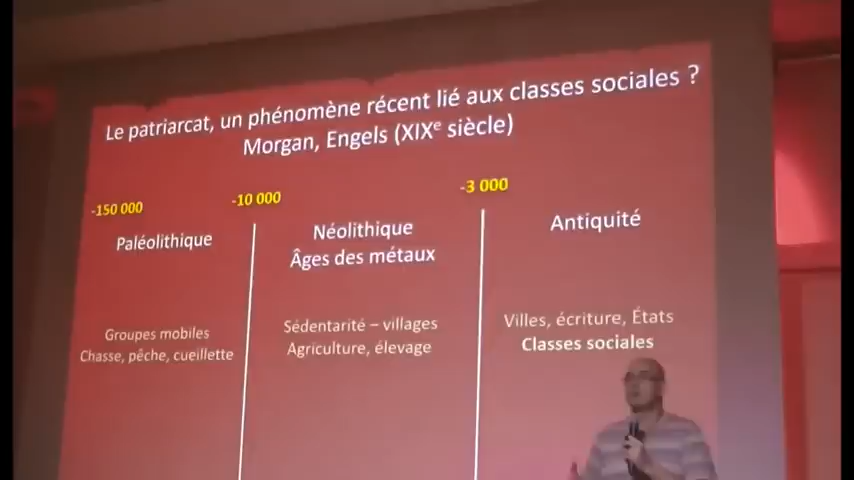 Le patriarcat, un phénomène récent lié aux classes sociales ?
Morgan, Engels (XIXe siècle)
-150 000
-10 000
-3 000
Paléolithique
Néolithique
Âges des métaux
Antiquité
Groupes mobiles
Chasse, pêche, cueillette
Sédentarité – villages
Agriculture, élevage
Villes, écriture, États
Classes sociales